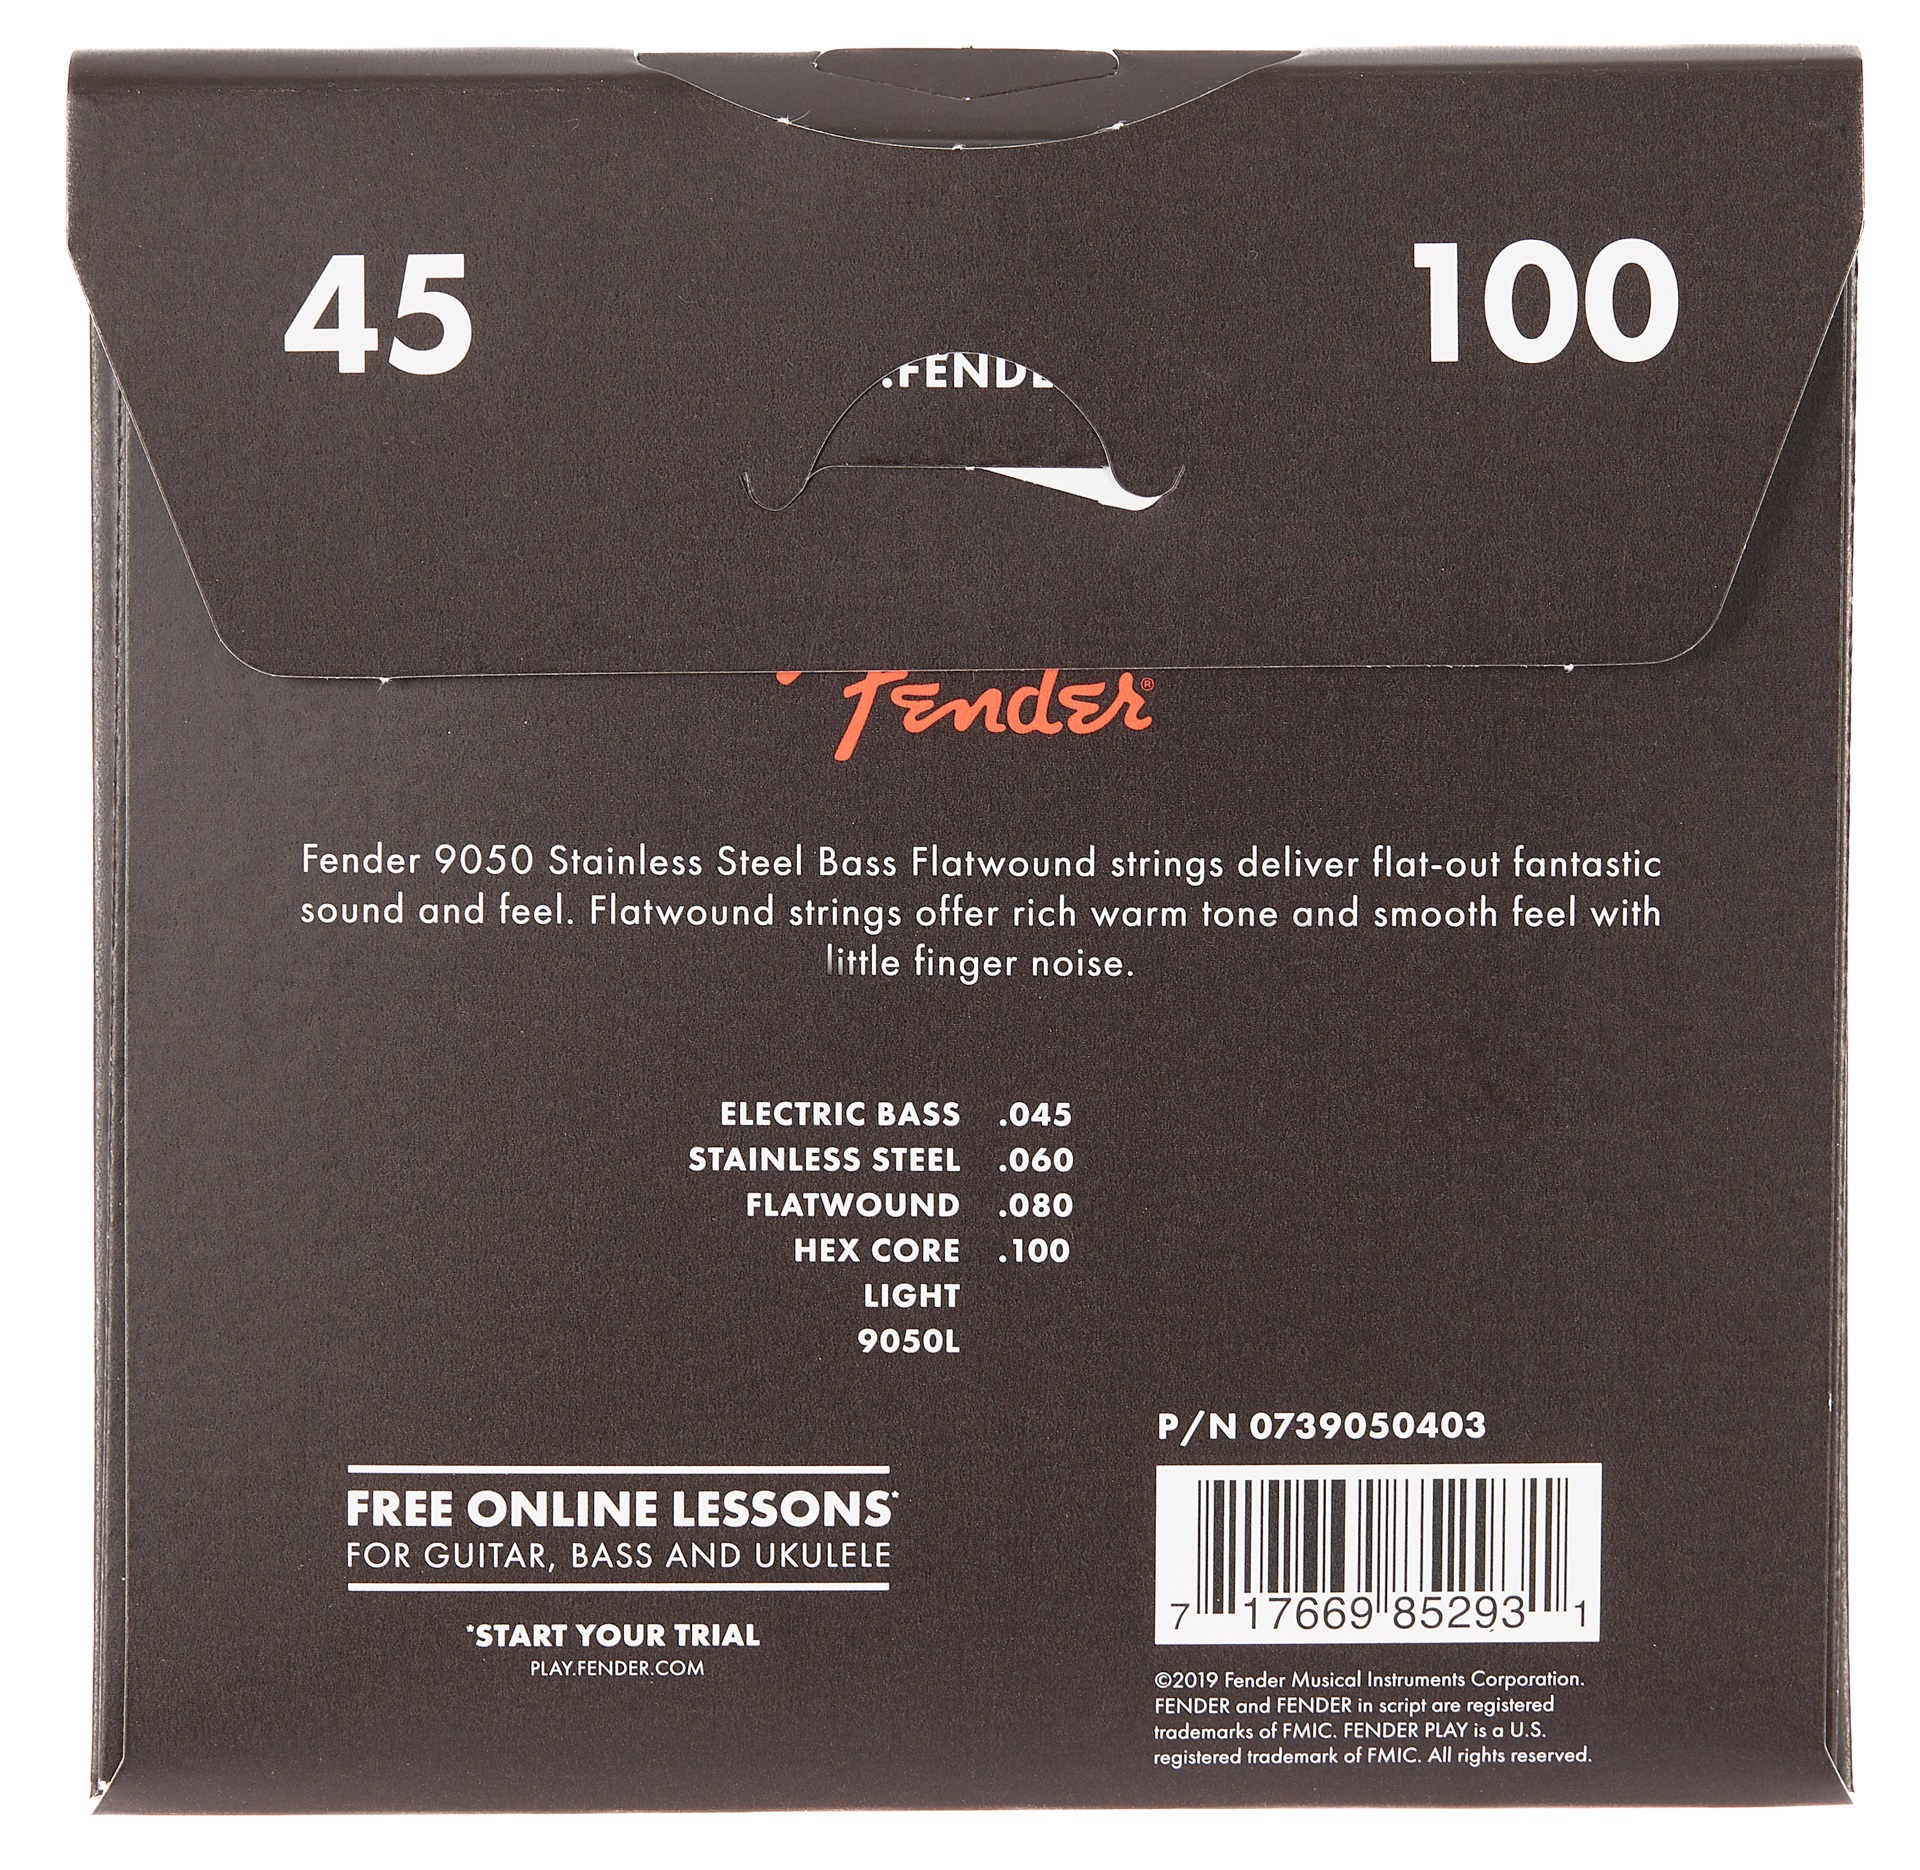 45
100
.FENDE
Fender®
Fender 9050 Stainless Steel Bass Flatwound strings deliver flat-out fantastic
sound and feel. Flatwound strings offer rich warm tone and smooth feel with
little finger noise.
ELECTRIC BASS .045
STAINLESS STEEL .060
FLATWOUND .080
HEX CORE .100
LIGHT
9050L
P/N 0739050403
FREE ONLINE LESSONS*
FOR GUITAR, BASS AND UKULELE
*START YOUR TRIAL
PLAY.FENDER.COM
7 17669 85293 1
©2019 Fender Musical Instruments Corporation.
FENDER and FENDER in script are registered
trademarks of FMIC. FENDER PLAY is a U.S.
registered trademark of FMIC. All rights reserved.